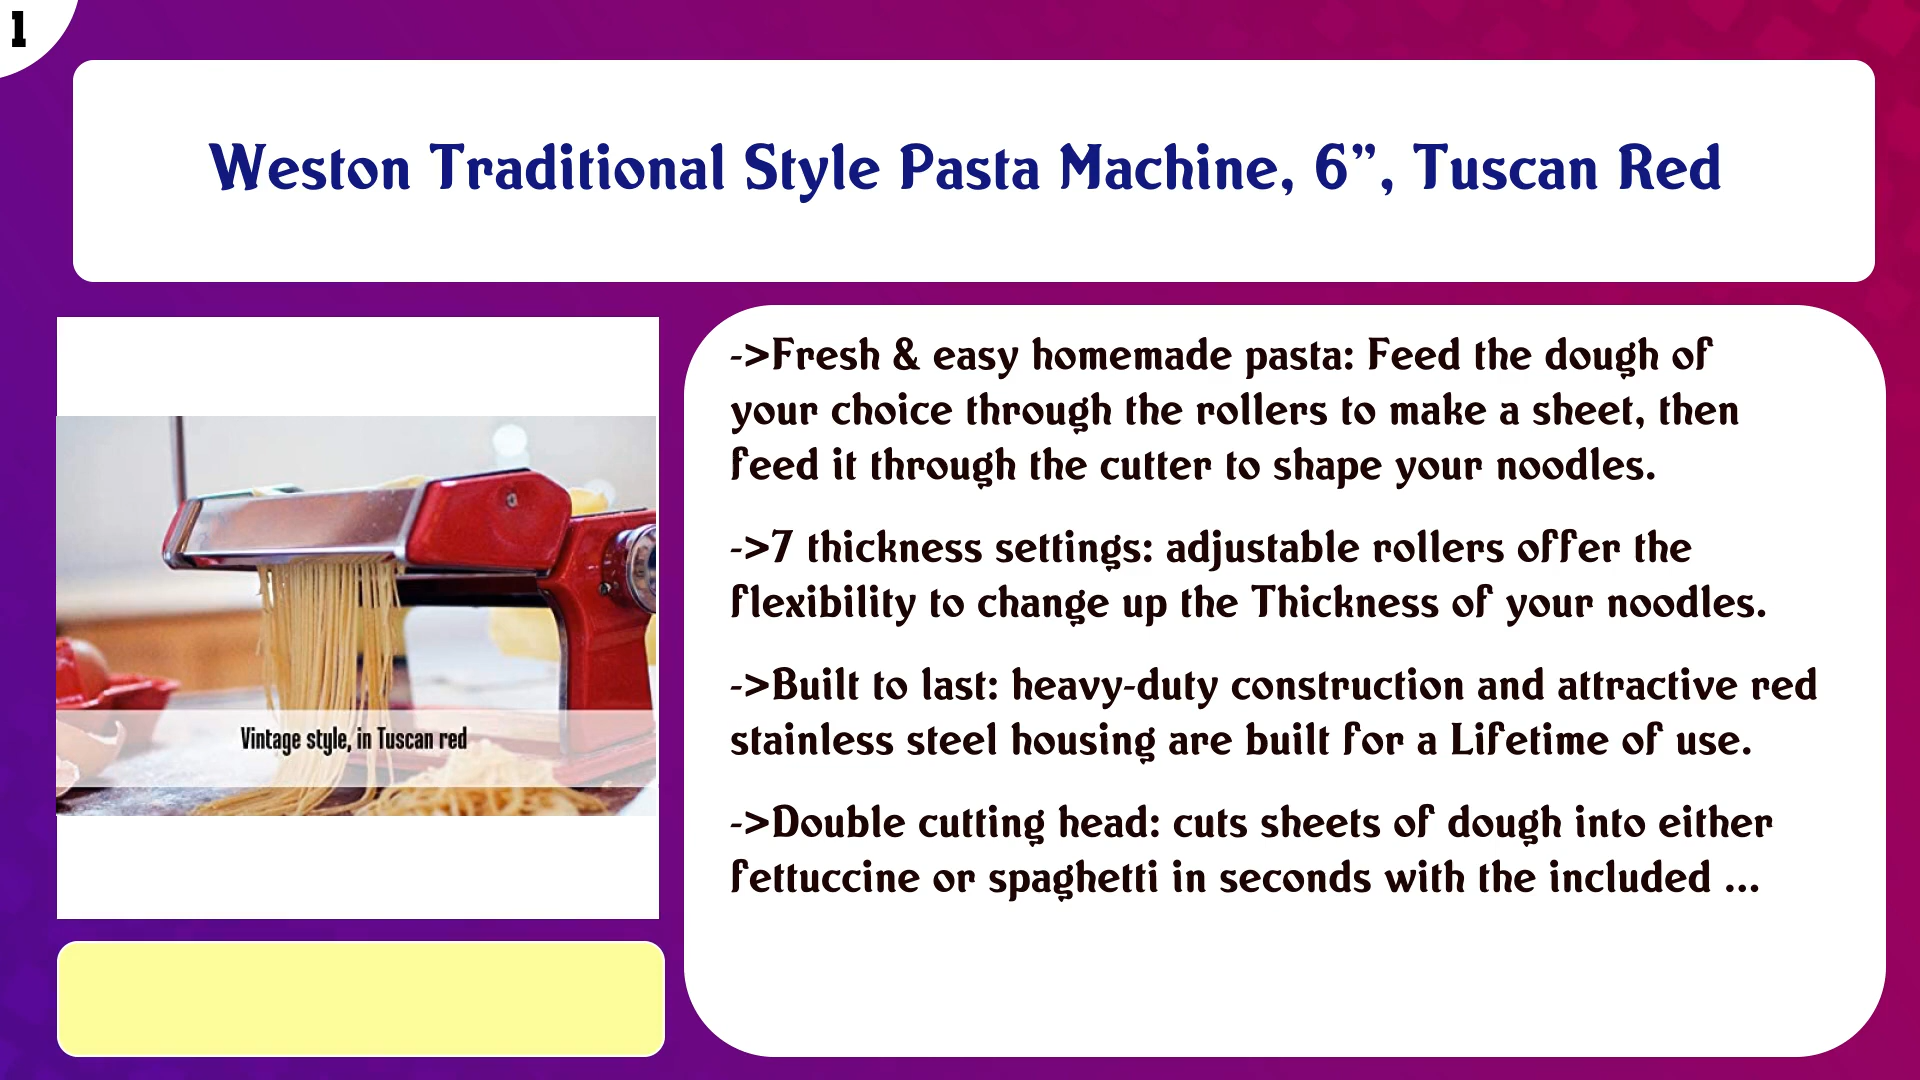 1
Weston Traditional Style Pasta Machine, 6”, Tuscan Red
->Fresh & easy homemade pasta: Feed the dough of
your choice through the rollers to make a sheet, then
feed it through the cutter to shape your noodles.
->7 thickness settings: adjustable rollers offer the
flexibility to change up the Thickness of your noodles.
->Built to last: heavy-duty construction and attractive red
stainless steel housing are built for a Lifetime of use.
->Double cutting head: cuts sheets of dough into either
fettuccine or spaghetti in seconds with the included ...
Vintage style, in Tuscan red